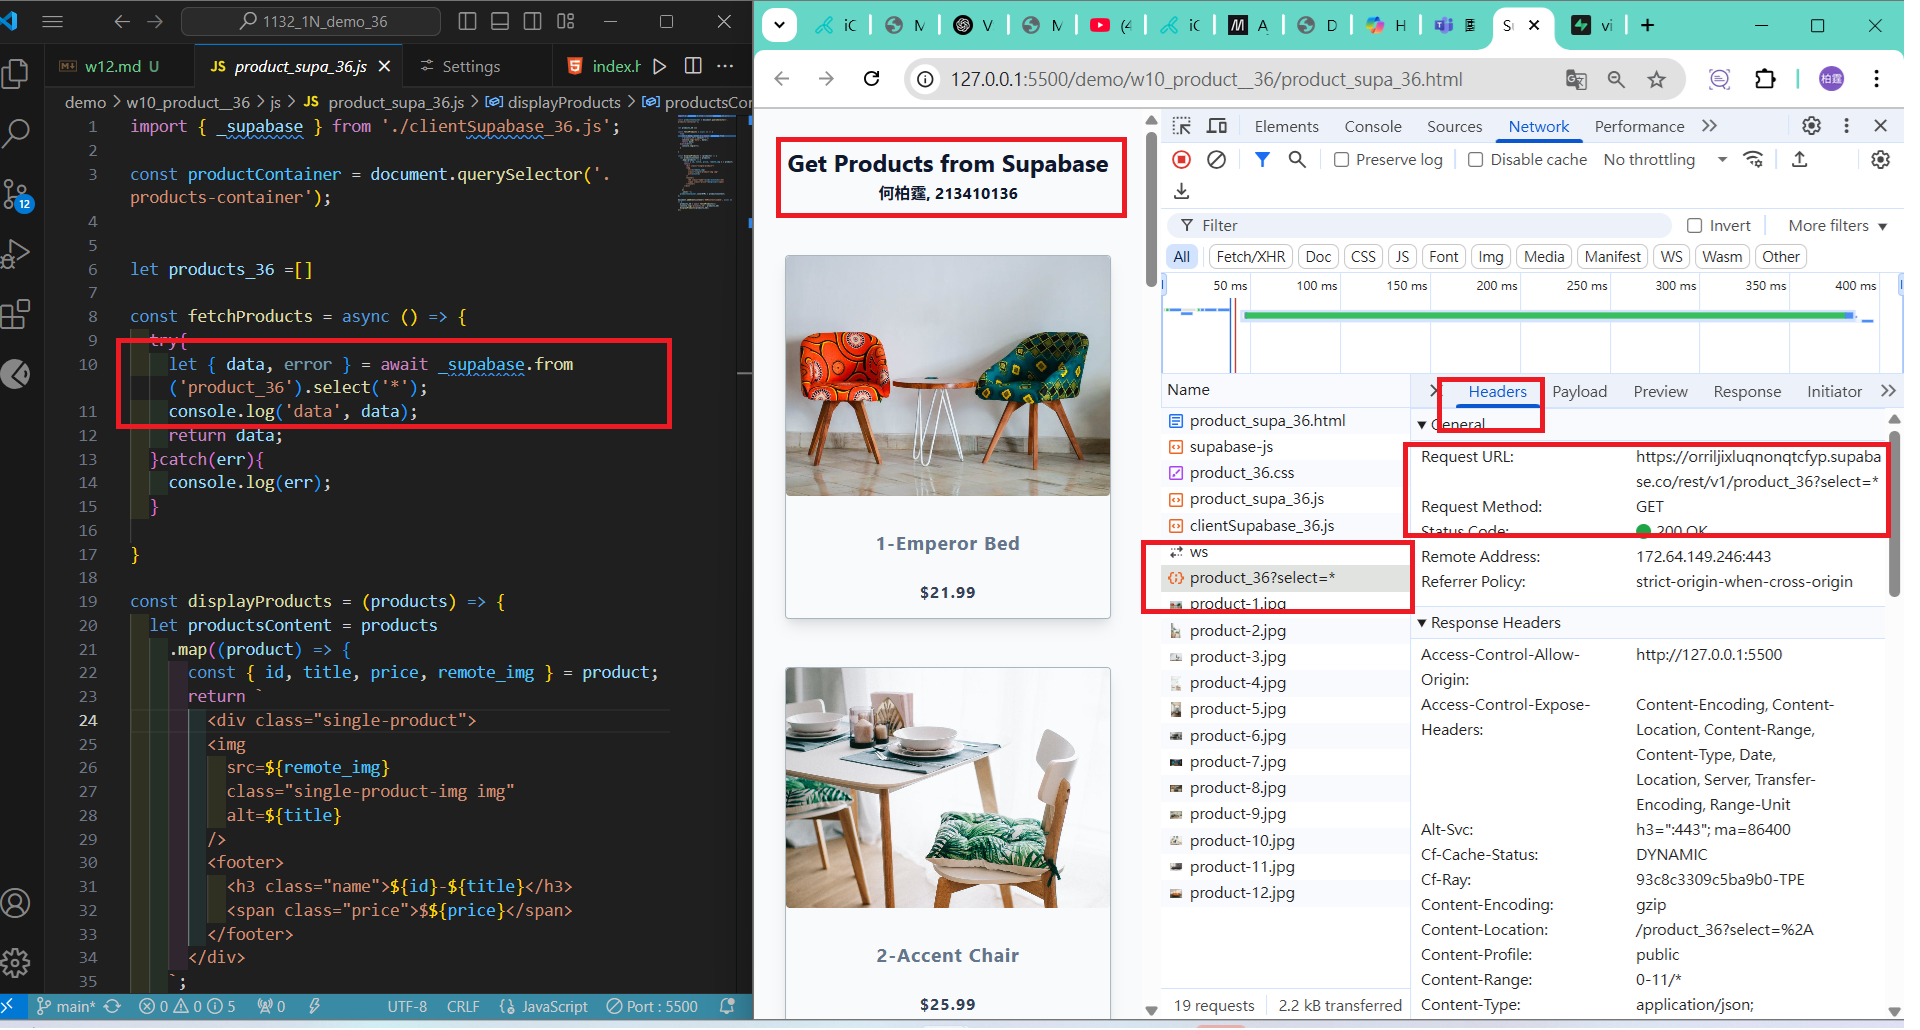 1132_1N_demo_36
w12.md U
JS product_supa_36.js
Settings
index.h
demo > w10_product__36 > js > JS product_supa_36.js > displayProducts > productsCon
1 import { _supabase } from './clientSupabase_36.js';
2
3 const productContainer = document.querySelector('.
products-container');
4
5
6 let products_36 =[]
7
8 const fetchProducts = async () => {
9 try{
10 let { data, error } = await _supabase.from
('product_36').select('*');
11 console.log('data', data);
12 return data;
13 }catch(err){
14 console.log(err);
15 }
16
17 }
18
19 const displayProducts = (products) => {
20 let productsContent = products
21 .map((product) => {
22 const { id, title, price, remote_img } = product;
23 return `
24 <div class="single-product">
25 <img
26 src=${remote_img}
27 class="single-product-img img"
28 alt=${title}
29 />
30 <footer>
31 <h3 class="name">${id}-${title}</h3>
32 <span class="price">$${price}</span>
33 </footer>
34 </div>
35 `;
12
main* 0 0 5 0 UTF-8 CRLF {} JavaScript Port : 5500
iC M V M (4 iC A D H Su vi
127.0.0.1:5500/demo/w10_product__36/product_supa_36.html
柏霆
Get Products from Supabase
何柏霆, 213410136
1-Emperor Bed
$21.99
2-Accent Chair
$25.99
Elements Console Sources Network Performance
Preserve log Disable cache No throttling
Filter Invert More filters
All Fetch/XHR Doc CSS JS Font Img Media Manifest WS Wasm Other
50 ms 100 ms 150 ms 200 ms 250 ms 300 ms 350 ms 400 ms
Name
product_supa_36.html
supabase-js
product_36.css
product_supa_36.js
clientSupabase_36.js
ws
product_36?select=*
product-1.jpg
product-2.jpg
product-3.jpg
product-4.jpg
product-5.jpg
product-6.jpg
product-7.jpg
product-8.jpg
product-9.jpg
product-10.jpg
product-11.jpg
product-12.jpg
19 requests 2.2 kB transferred
Headers Payload Preview Response Initiator
General
Request URL: https://orriljixluqnonqtcfyp.supaba
se.co/rest/v1/product_36?select=*
Request Method: GET
Status Code: 200 OK
Remote Address: 172.64.149.246:443
Referrer Policy: strict-origin-when-cross-origin
Response Headers
Access-Control-Allow- http://127.0.0.1:5500
Origin:
Access-Control-Expose- Content-Encoding, Content-
Headers: Location, Content-Range,
Content-Type, Date,
Location, Server, Transfer-
Encoding, Range-Unit
Alt-Svc: h3=":443"; ma=86400
Cf-Cache-Status: DYNAMIC
Cf-Ray: 93c8c3309c5ba9b0-TPE
Content-Encoding: gzip
Content-Location: /product_36?select=%2A
Content-Profile: public
Content-Range: 0-11/*
Content-Type: application/json;